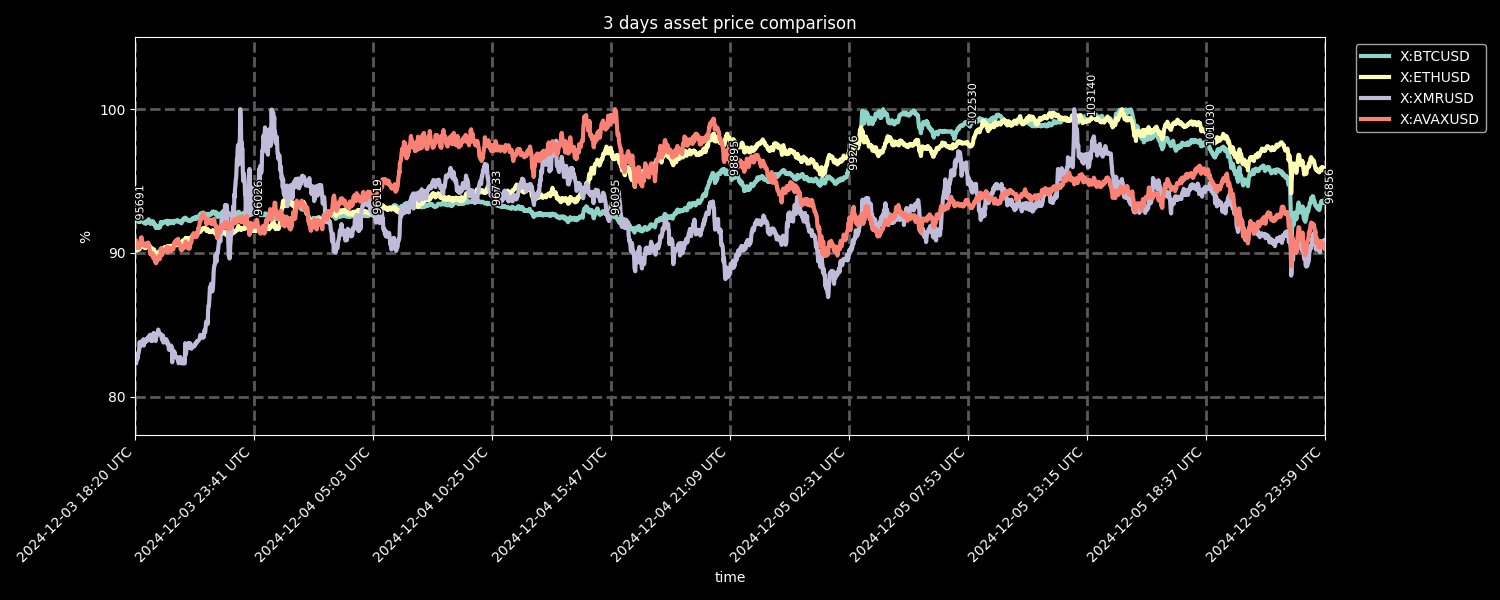 3 days asset price comparison
X:BTCUSD
X:ETHUSD
X:XMRUSD
X:AVAXUSD
100
90
80
%
95691
96026
96119
96733
96095
98895
99276
102530
103140
101030
96856
2024-12-03 18:20 UTC
2024-12-03 23:41 UTC
2024-12-04 05:03 UTC
2024-12-04 10:25 UTC
2024-12-04 15:47 UTC
2024-12-04 21:09 UTC
2024-12-05 02:31 UTC
2024-12-05 07:53 UTC
2024-12-05 13:15 UTC
2024-12-05 18:37 UTC
2024-12-05 23:59 UTC
time